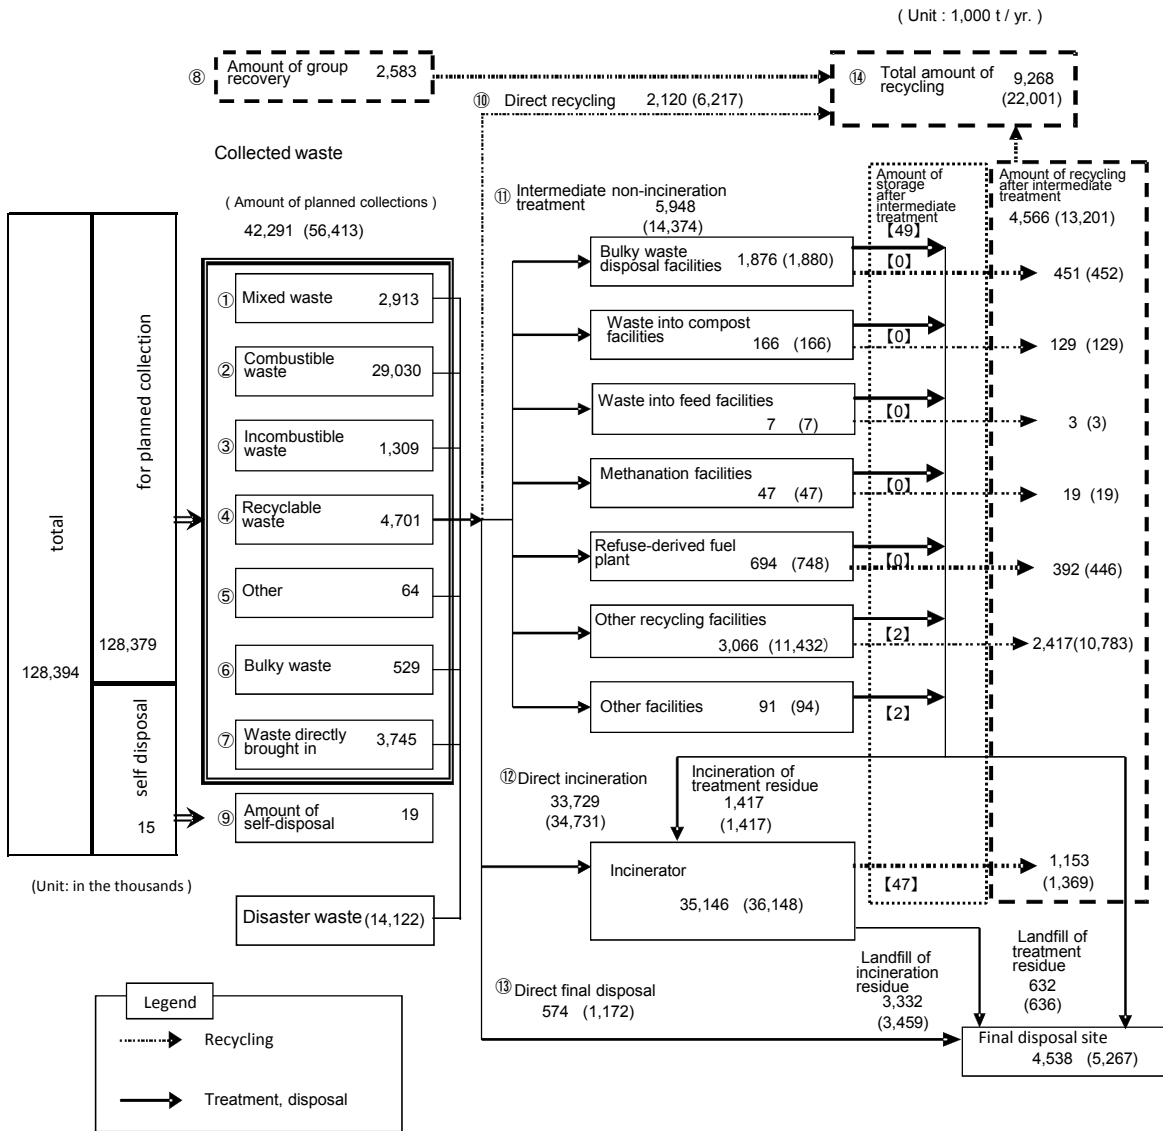 ( Unit : 1,000 t / yr. )
⑧ Amount of group recovery 2,583
⑭ Total amount of recycling 9,268 (22,001)
⑩ Direct recycling 2,120 (6,217)
Collected waste
( Amount of planned collections )
42,291 (56,413)
⑪ Intermediate non-incineration treatment 5,948 (14,374)
Amount of storage after intermediate treatment
【49】
Amount of recycling after intermediate treatment
4,566 (13,201)
total
128,394
for planned collection
128,379
self disposal
15
(Unit: in the thousands )
① Mixed waste 2,913
② Combustible waste 29,030
③ Incombustible waste 1,309
④ Recyclable waste 4,701
⑤ Other 64
⑥ Bulky waste 529
⑦ Waste directly brought in 3,745
⑨ Amount of self-disposal 19
Disaster waste (14,122)
Bulky waste disposal facilities 1,876 (1,880)
【0】
451 (452)
Waste into compost facilities
166 (166)
【0】
129 (129)
Waste into feed facilities
7 (7)
【0】
3 (3)
Methanation facilities
47 (47)
【0】
19 (19)
Refuse-derived fuel plant
694 (748)
【0】
392 (446)
Other recycling facilities
3,066 (11,432)
【2】
2,417(10,783)
Other facilities 91 (94)
【2】
⑫Direct incineration
33,729
(34,731)
Incineration of treatment residue
1,417
(1,417)
Incinerator
35,146 (36,148)
【47】
1,153
(1,369)
⑬ Direct final disposal
574 (1,172)
Landfill of incineration residue
3,332
(3,459)
Landfill of treatment residue
632
(636)
Final disposal site
4,538 (5,267)
Legend
Recycling
Treatment, disposal